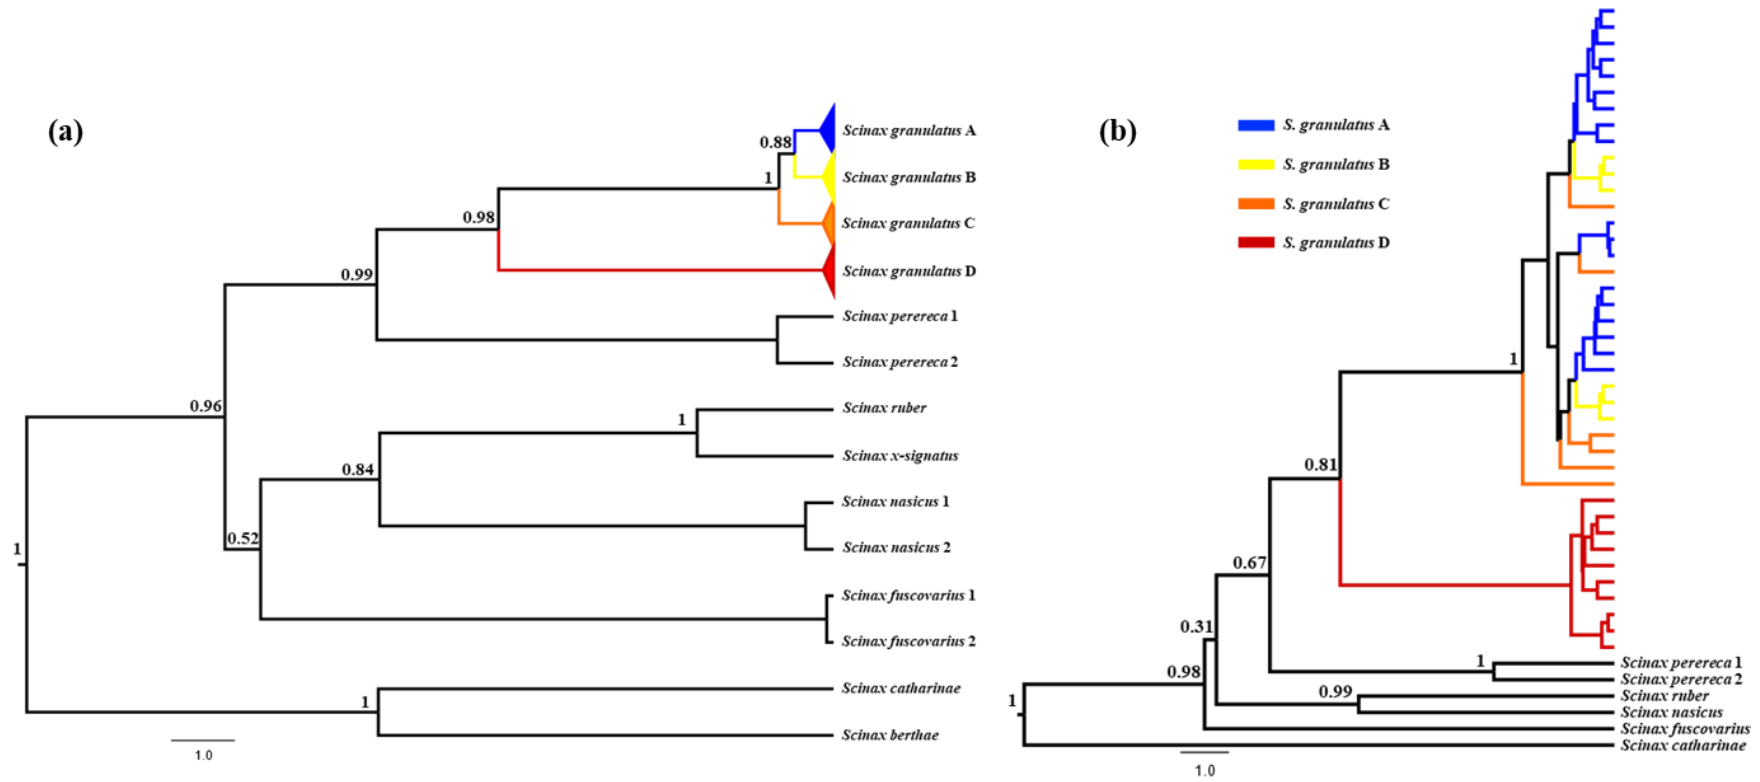 (a)
0.88
Scinax granulatus A
1
Scinax granulatus B
0.98
Scinax granulatus C
0.99
Scinax granulatus D
Scinax perereca 1
Scinax perereca 2
0.96
Scinax ruber
1
Scinax x-signatus
0.84
Scinax nasicus 1
0.52
Scinax nasicus 2
1
Scinax fuscovarius 1
Scinax fuscovarius 2
Scinax catharinae
1
Scinax berthae
1.0
(b)
S. granulatus A
S. granulatus B
S. granulatus C
S. granulatus D
1
0.81
0.67
0.31
0.98
1
Scinax perereca 1
Scinax perereca 2
0.99
Scinax ruber
1
Scinax nasicus
Scinax fuscovarius
Scinax catharinae
1.0